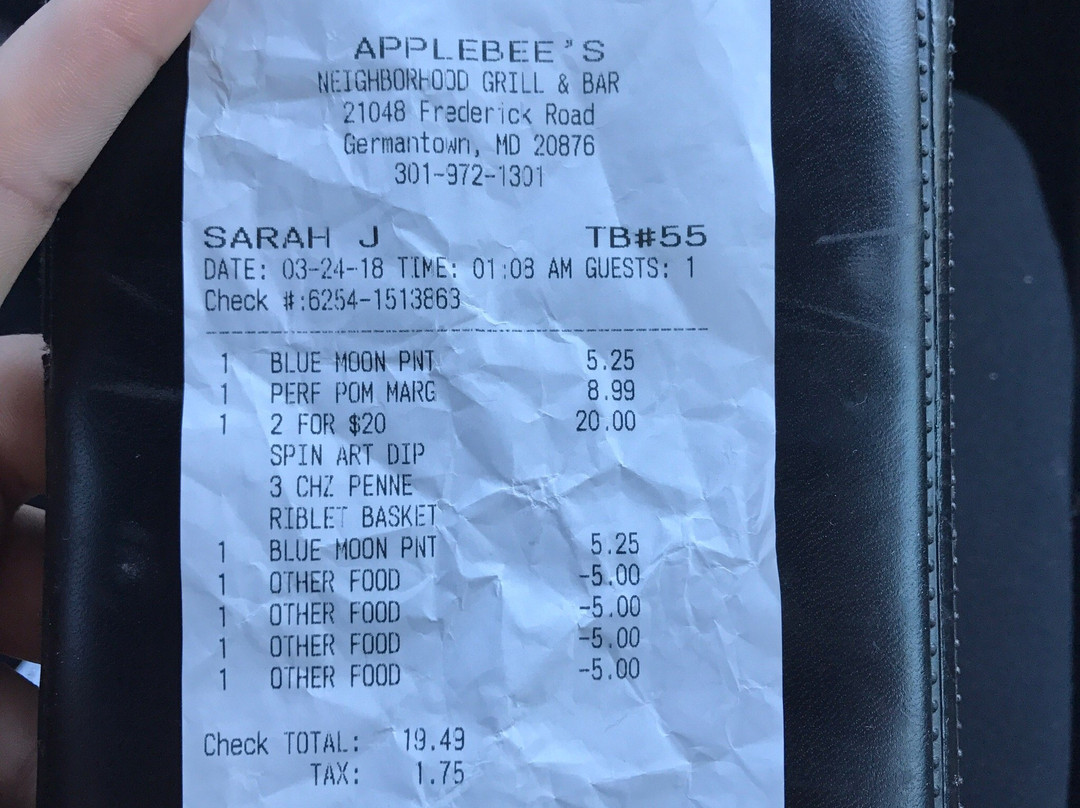 APPLEBEE'S
NEIGHBORHOOD GRILL & BAR
21048 Frederick Road
Germantown, MD 20876
301-972-1301
SARAH J TB#55
DATE: 03-24-18 TIME: 01:08 AM GUESTS: 1
Check #:6254-1513863
1 BLUE MOON PNT 5.25
1 PERF POM MARG 8.99
1 2 FOR $20 20.00
SPIN ART DIP
3 CHZ PENNE
RIBLET BASKET
1 BLUE MOON PNT 5.25
1 OTHER FOOD -5.00
1 OTHER FOOD -5.00
1 OTHER FOOD -5.00
1 OTHER FOOD -5.00
Check TOTAL: 19.49
TAX: 1.75